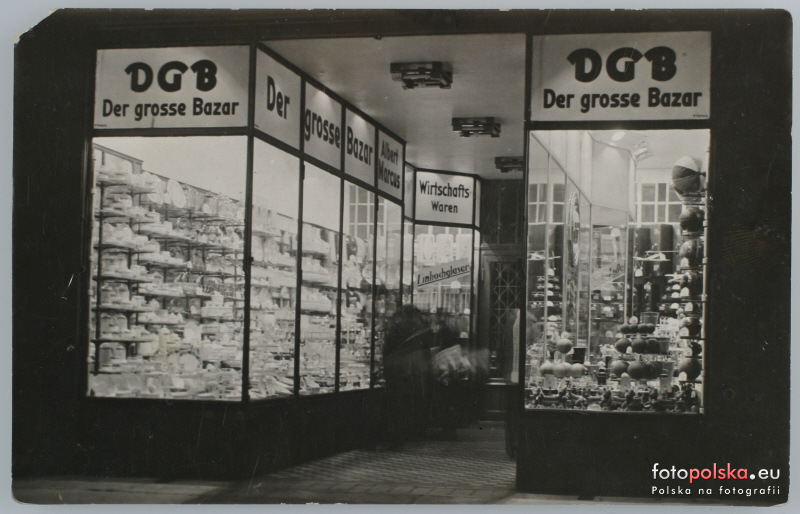 DGB
Der grosse Bazar
Der
grosse
Bazar
Albert
Marcus
Wirtschafts
Waren
Einkochgläser
DGB
Der grosse Bazar
fotopolska.eu
Polska na fotografii